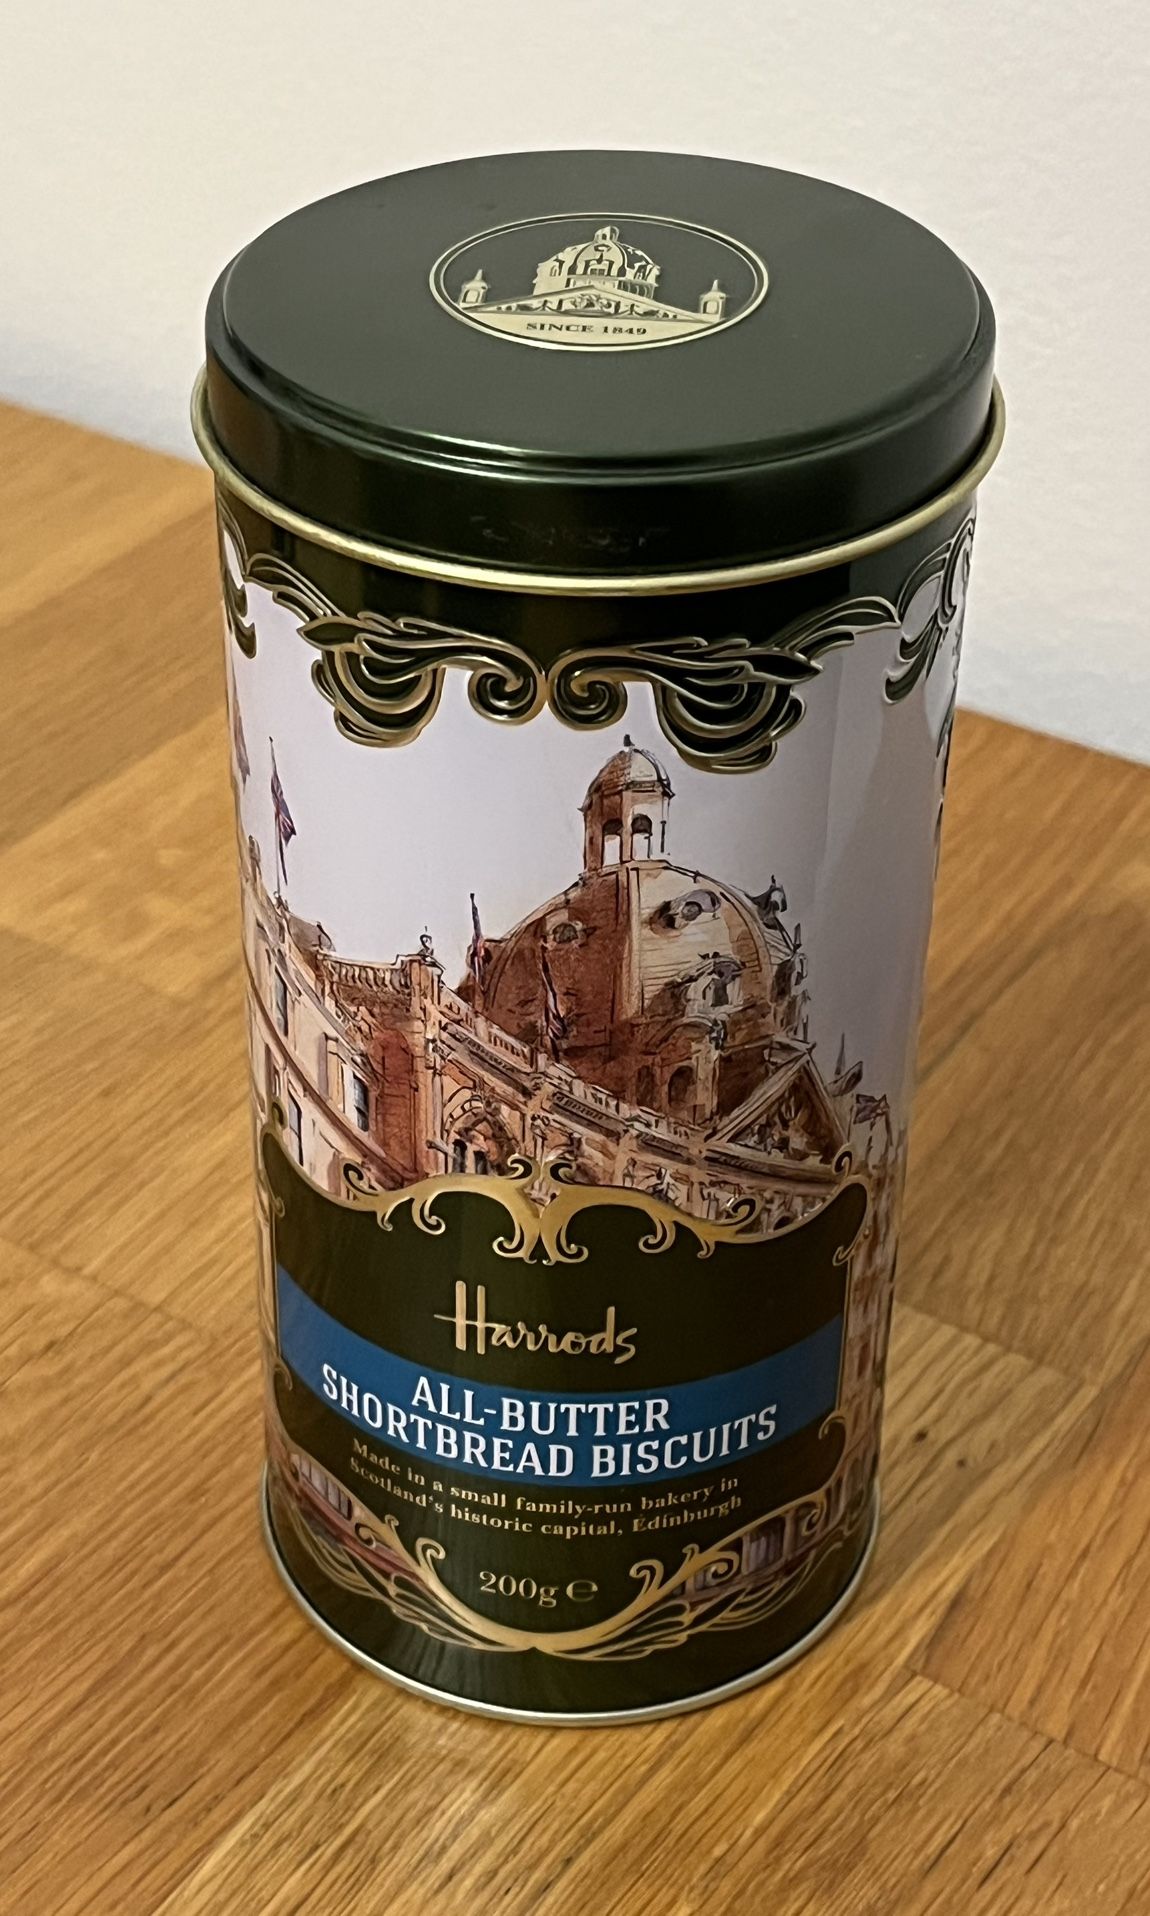 SINCE 1849
Harrods
ALL-BUTTER
SHORTBREAD BISCUITS
Made in a small family-run bakery in
Scotland's historic capital, Edinburgh
200g ℮